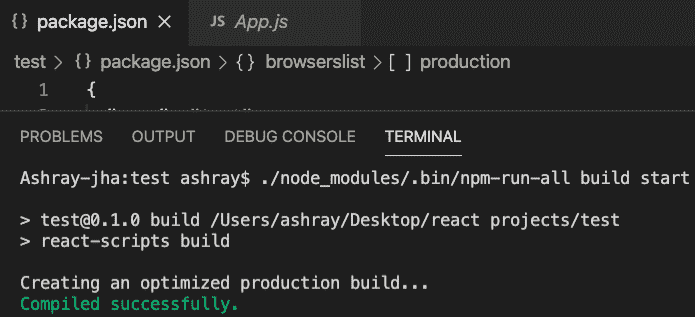 {} package.json × JS App.js
test > {} package.json > {} browserslist > [ ] production
1 {
PROBLEMS OUTPUT DEBUG CONSOLE TERMINAL
Ashray-jha:test ashray$ ./node_modules/.bin/npm-run-all build start
> test@0.1.0 build /Users/ashray/Desktop/react projects/test
> react-scripts build
Creating an optimized production build...
Compiled successfully.